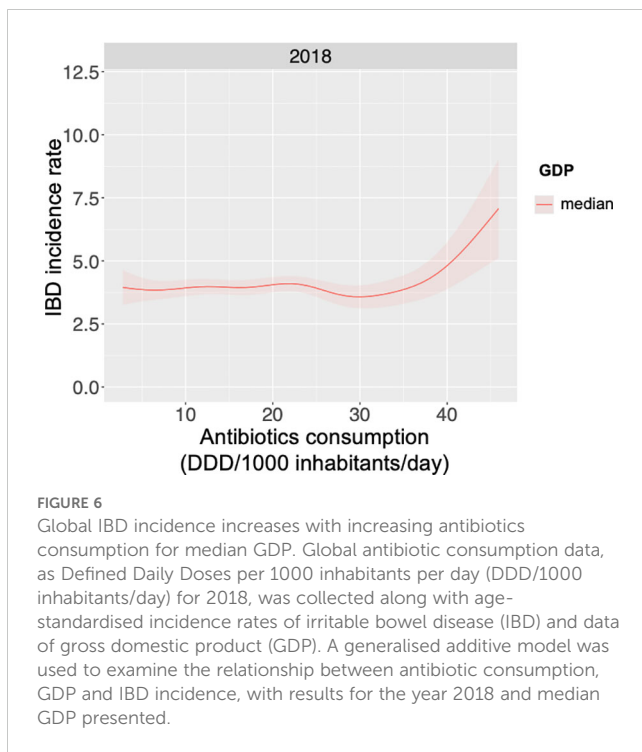 2018
12.5
10.0
7.5
5.0
2.5
0.0
IBD incidence rate
10 20 30 40
Antibiotics consumption
(DDD/1000 inhabitants/day)
GDP
median
FIGURE 6
Global IBD incidence increases with increasing antibiotics
consumption for median GDP. Global antibiotic consumption data,
as Defined Daily Doses per 1000 inhabitants per day (DDD/1000
inhabitants/day) for 2018, was collected along with age-
standardised incidence rates of irritable bowel disease (IBD) and data
of gross domestic product (GDP). A generalised additive model was
used to examine the relationship between antibiotic consumption,
GDP and IBD incidence, with results for the year 2018 and median
GDP presented.